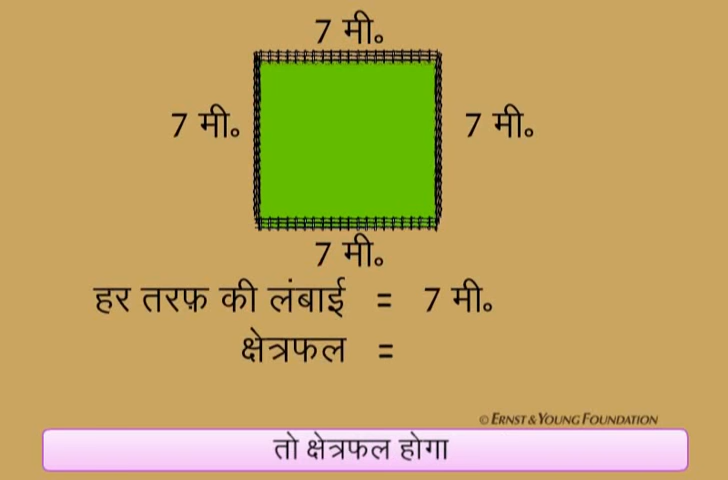 7 मी॰
7 मी॰ 7 मी॰
7 मी॰
हर तरफ़ की लंबाई = 7 मी॰
क्षेत्रफल =
© ERNST & YOUNG FOUNDATION
तो क्षेत्रफल होगा